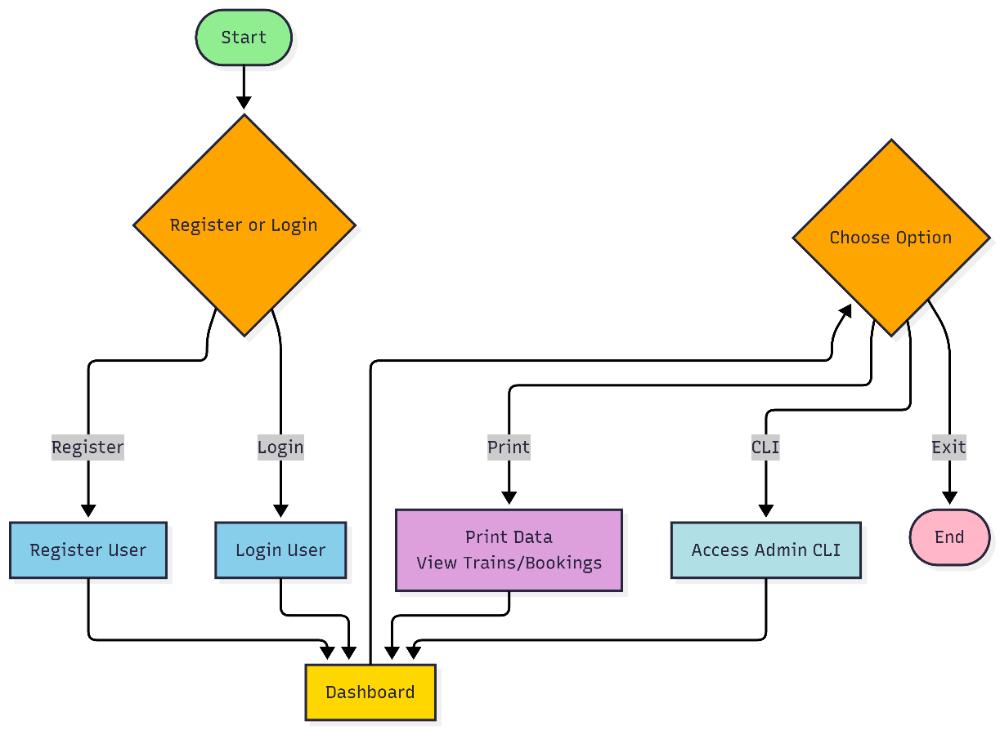 Start
Register or Login
Choose Option
Register
Login
Print
CLI
Exit
Register User
Login User
Print Data
View Trains/Bookings
Access Admin CLI
End
Dashboard